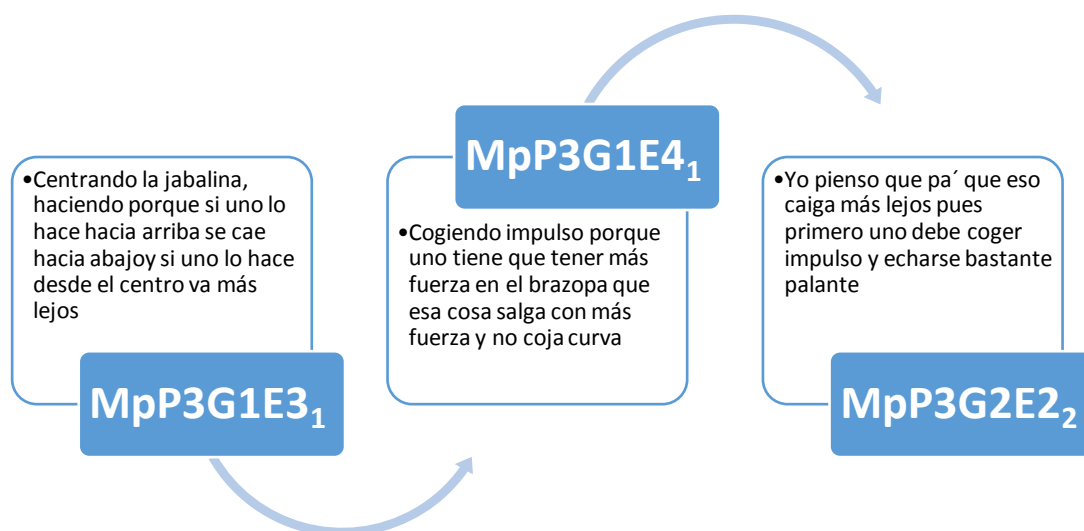 •Centrando la jabalina,
haciendo porque si uno lo
hace hacia arriba se cae
hacia abajoy si uno lo hace
desde el centro va más
lejos
MpP3G1E3₁
MpP3G1E4₁
•Cogiendo impulso porque
uno tiene que tener más
fuerza en el brazopa que
esa cosa salga con más
fuerza y no coja curva
•Yo pienso que pa´ que eso
caiga más lejos pues
primero uno debe coger
impulso y echarse bastante
palante
MpP3G2E2₂